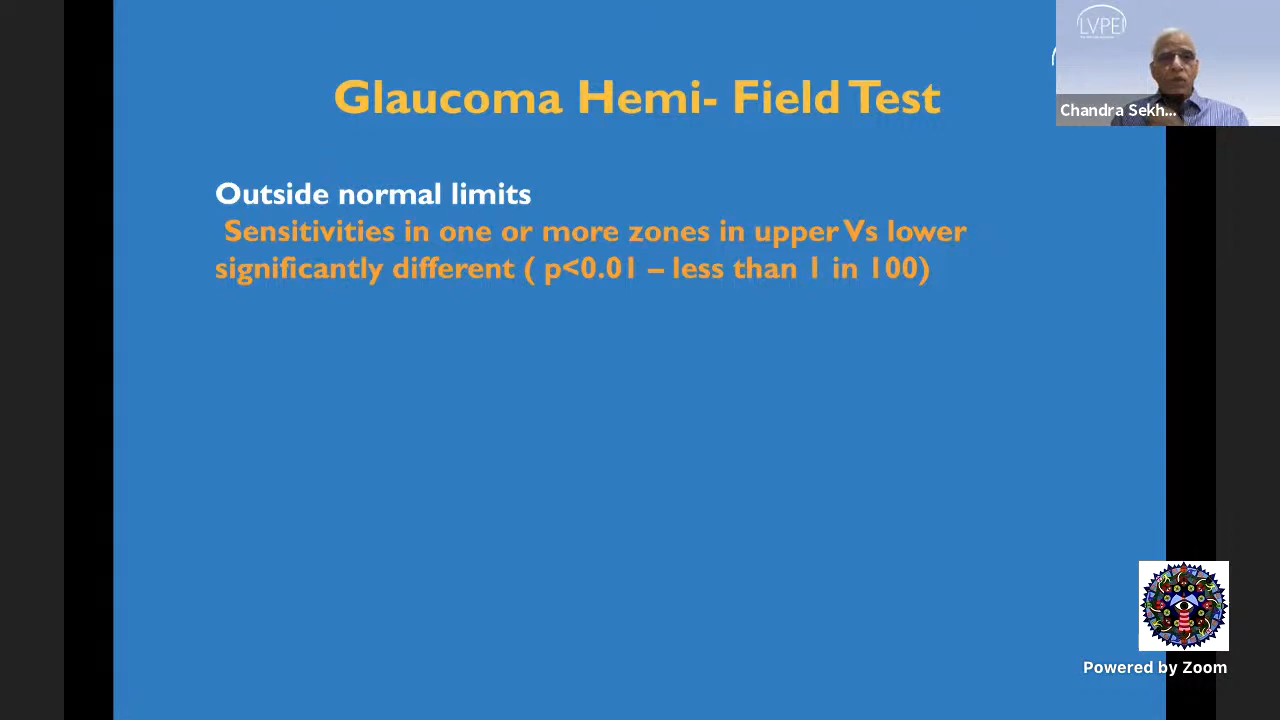 LVPEI
Chandra Sekh...
Glaucoma Hemi- Field Test
Outside normal limits
Sensitivities in one or more zones in upper Vs lower
significantly different ( p<0.01 – less than 1 in 100)
Powered by Zoom